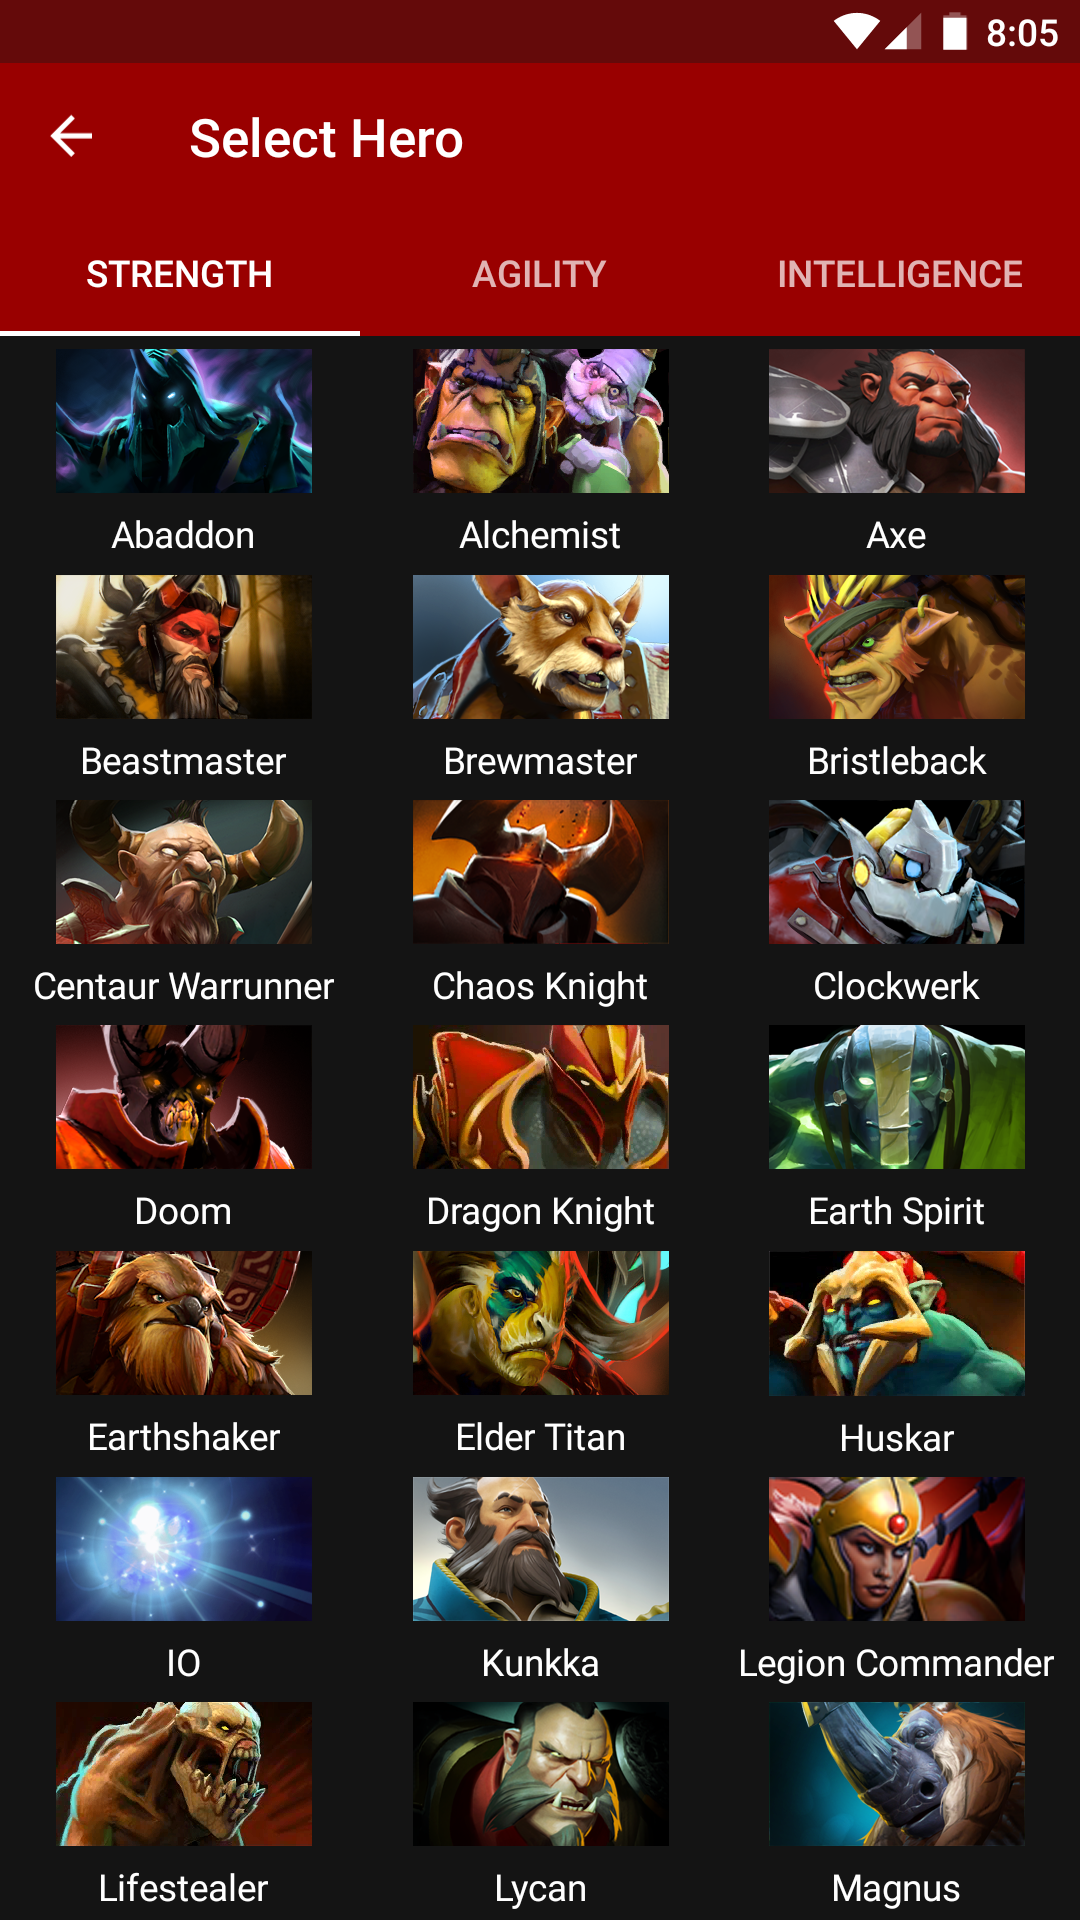 8:05
Select Hero
STRENGTH AGILITY INTELLIGENCE
Abaddon Alchemist Axe
Beastmaster Brewmaster Bristleback
Centaur Warrunner Chaos Knight Clockwerk
Doom Dragon Knight Earth Spirit
Earthshaker Elder Titan Huskar
IO Kunkka Legion Commander
Lifestealer Lycan Magnus